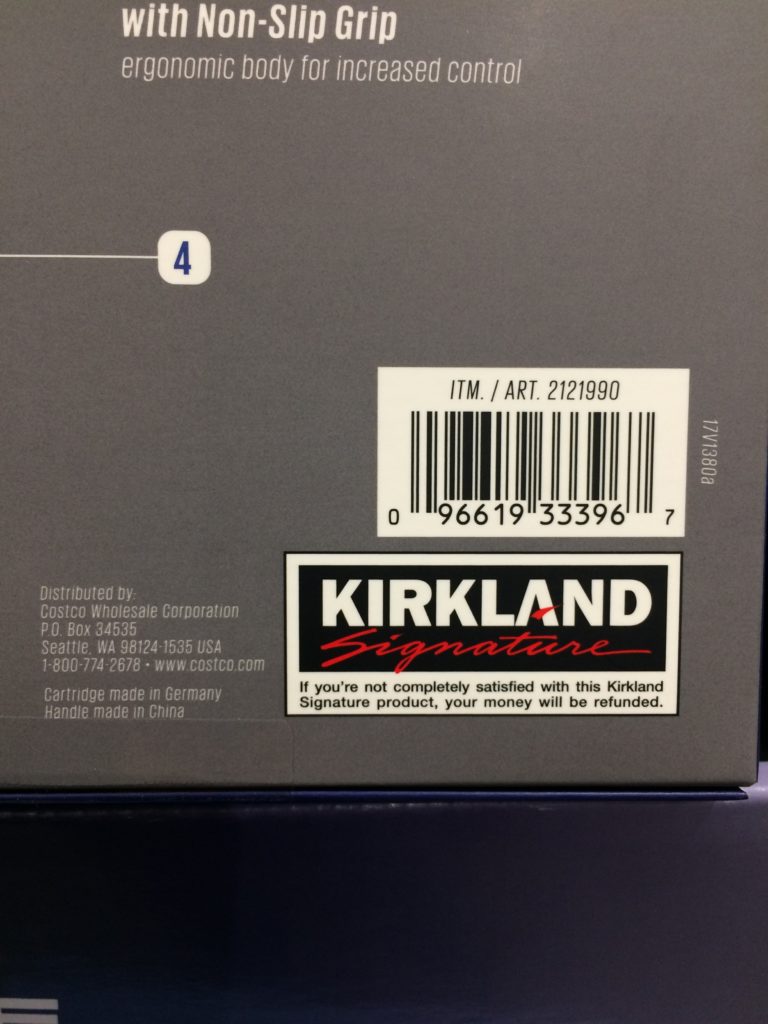 with Non-Slip Grip
ergonomic body for increased control
4
ITM. / ART. 2121990
0 96619 33396 7
17V1380a
KIRKLAND
Signature
If you're not completely satisfied with this Kirkland
Signature product, your money will be refunded.
Distributed by:
Costco Wholesale Corporation
P.O. Box 34535
Seattle, WA 98124-1535 USA
1-800-774-2678 • www.costco.com
Cartridge made in Germany
Handle made in China